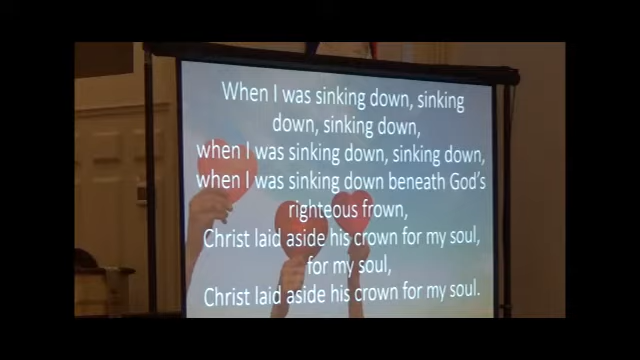 When I was sinking down, sinking
down, sinking down,
when I was sinking down, sinking down,
when I was sinking down beneath God's
righteous frown,
Christ laid aside his crown for my soul,
for my soul,
Christ laid aside his crown for my soul.